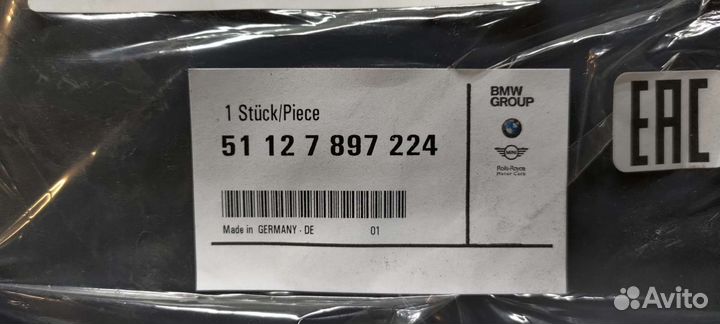 1 Stück/Piece
51 12 7 897 224
Made in GERMANY · DE 01
BMW
GROUP
MINI
Rolls-Royce
Motor Cars
EAC
Avito